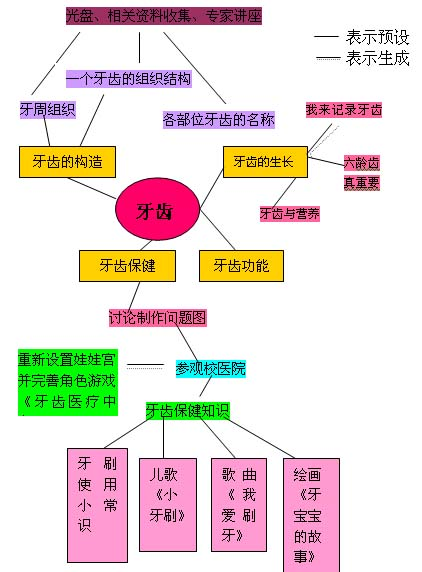 光盘、相关资料收集、专家讲座
表示预设
表示生成
一个牙齿的组织结构
牙周组织
各部位牙齿的名称
我来记录牙齿
牙齿的构造
牙齿的生长
六龄齿
真重要
牙齿
牙齿与营养
牙齿保健
牙齿功能
讨论制作问题图
重新设置娃娃宫
并完善角色游戏
《牙齿医疗中
参观校医院
牙齿保健知识
牙 刷
使 用
小 常
识
儿歌
《小
牙刷》
歌 曲
《 我
爱 刷
牙》
绘画
《牙
宝宝
的故
事》